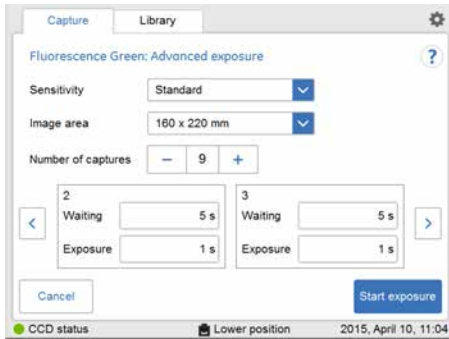 Capture Library
Fluorescence Green: Advanced exposure ?
Sensitivity Standard
Image area 160 x 220 mm
Number of captures − 9 +
2 3
Waiting 5 s Waiting 5 s
< >
Exposure 1 s Exposure 1 s
Cancel Start exposure
CCD status Lower position 2015, April 10, 11:04